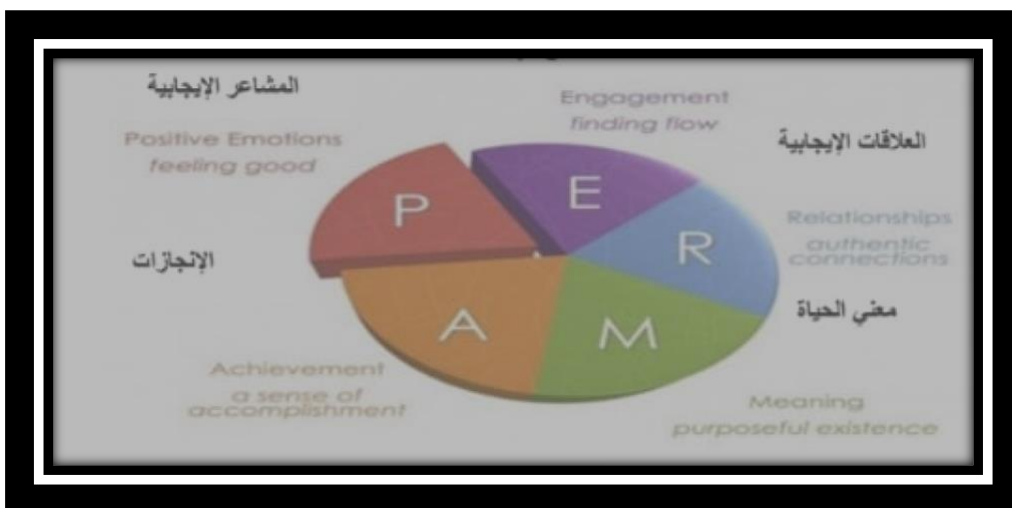 المشاعر الإيجابية
Positive Emotions
feeling good
Engagement
finding flow
العلاقات الإيجابية
Relationships
authentic
connections
الإنجازات
معني الحياة
Achievement
a sense of
accomplishment
Meaning
purposeful existence
P
E
R
A
M